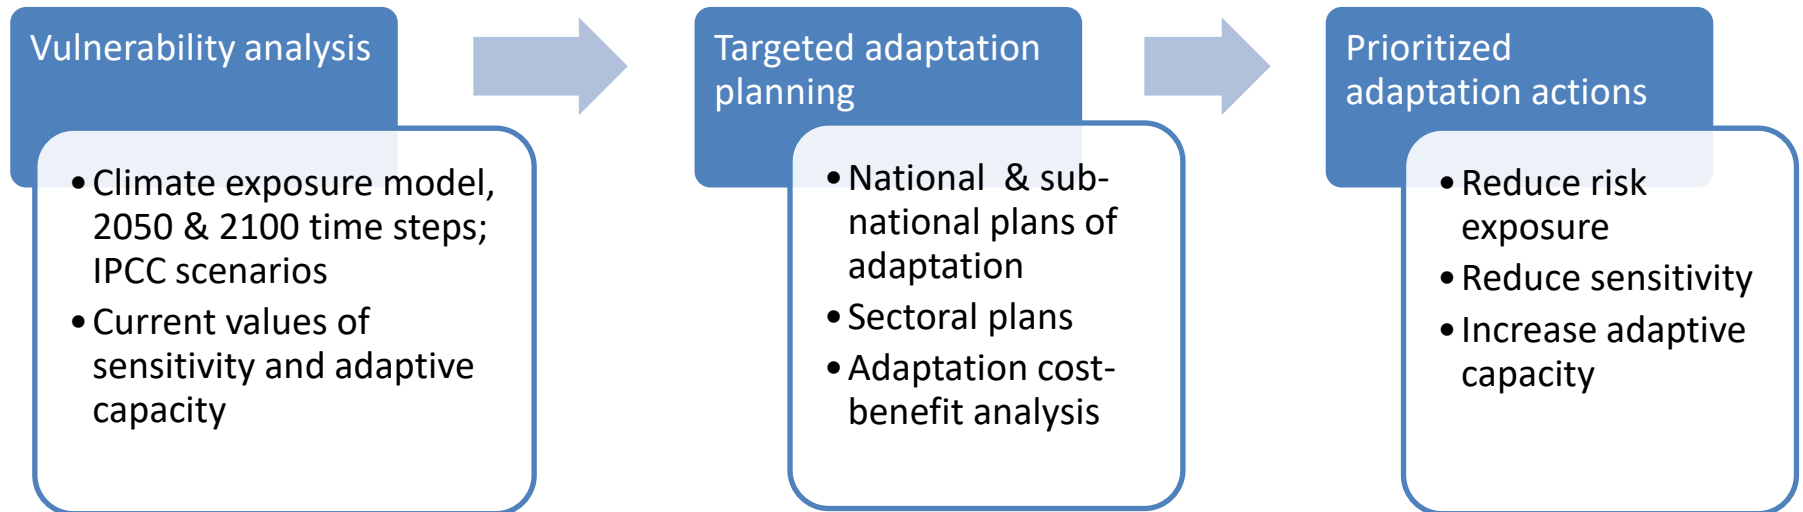 Vulnerability analysis
• Climate exposure model,
2050 & 2100 time steps;
IPCC scenarios
• Current values of
sensitivity and adaptive
capacity
Targeted adaptation
planning
• National  & sub-
national plans of
adaptation
• Sectoral plans
• Adaptation cost-
benefit analysis
Prioritized
adaptation actions
• Reduce risk
exposure
• Reduce sensitivity
• Increase adaptive
capacity